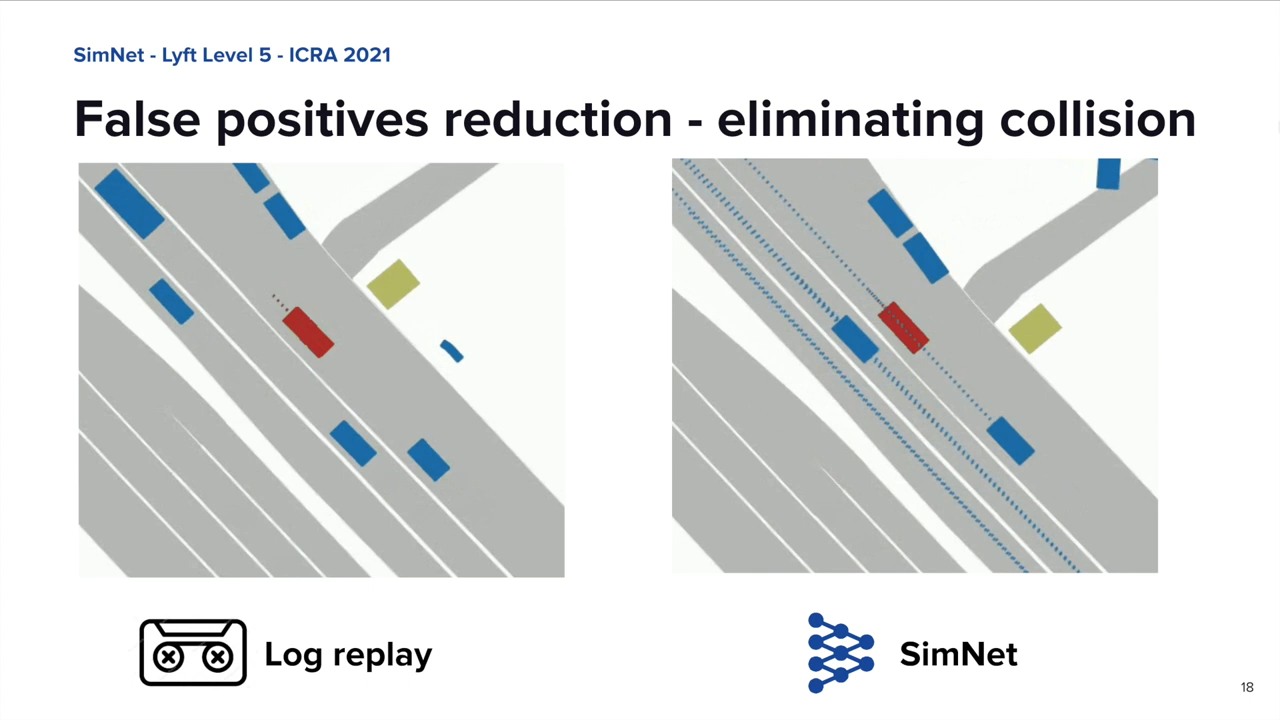 SimNet - Lyft Level 5 - ICRA 2021
False positives reduction - eliminating collision
Log replay
SimNet
18